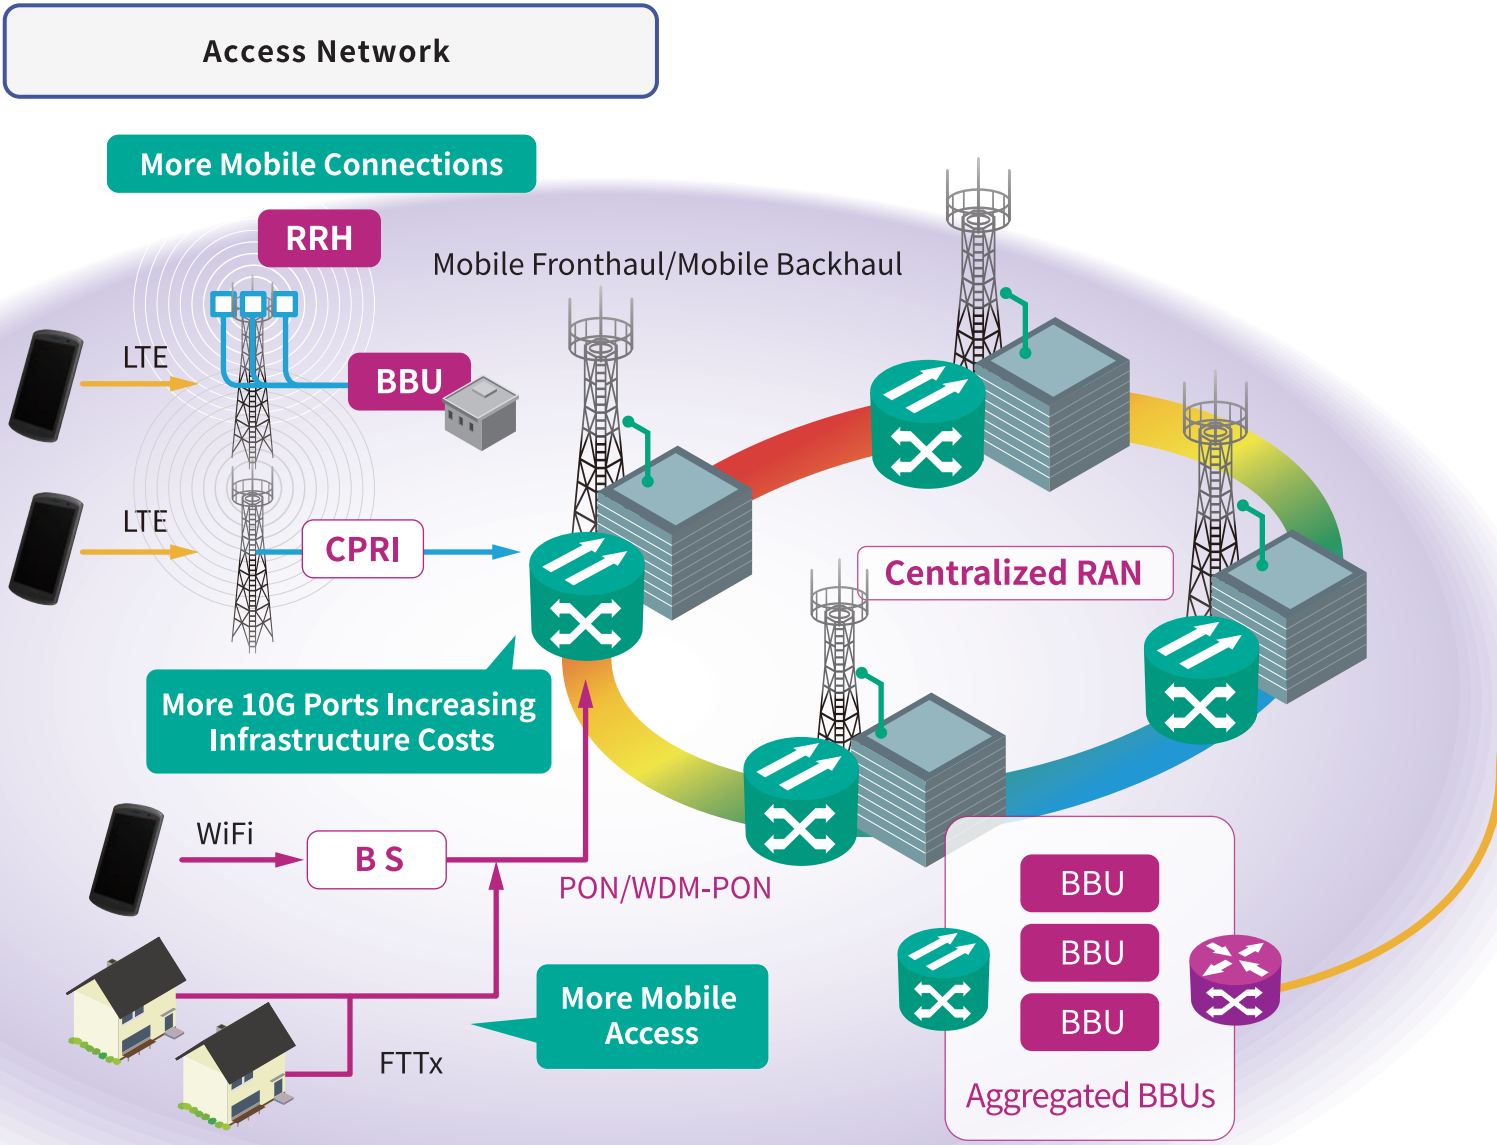 Access Network
More Mobile Connections
RRH
Mobile Fronthaul/Mobile Backhaul
LTE
BBU
LTE
CPRI
Centralized RAN
More 10G Ports Increasing
Infrastructure Costs
WiFi
B S
PON/WDM-PON
BBU
BBU
BBU
Aggregated BBUs
More Mobile
Access
FTTx